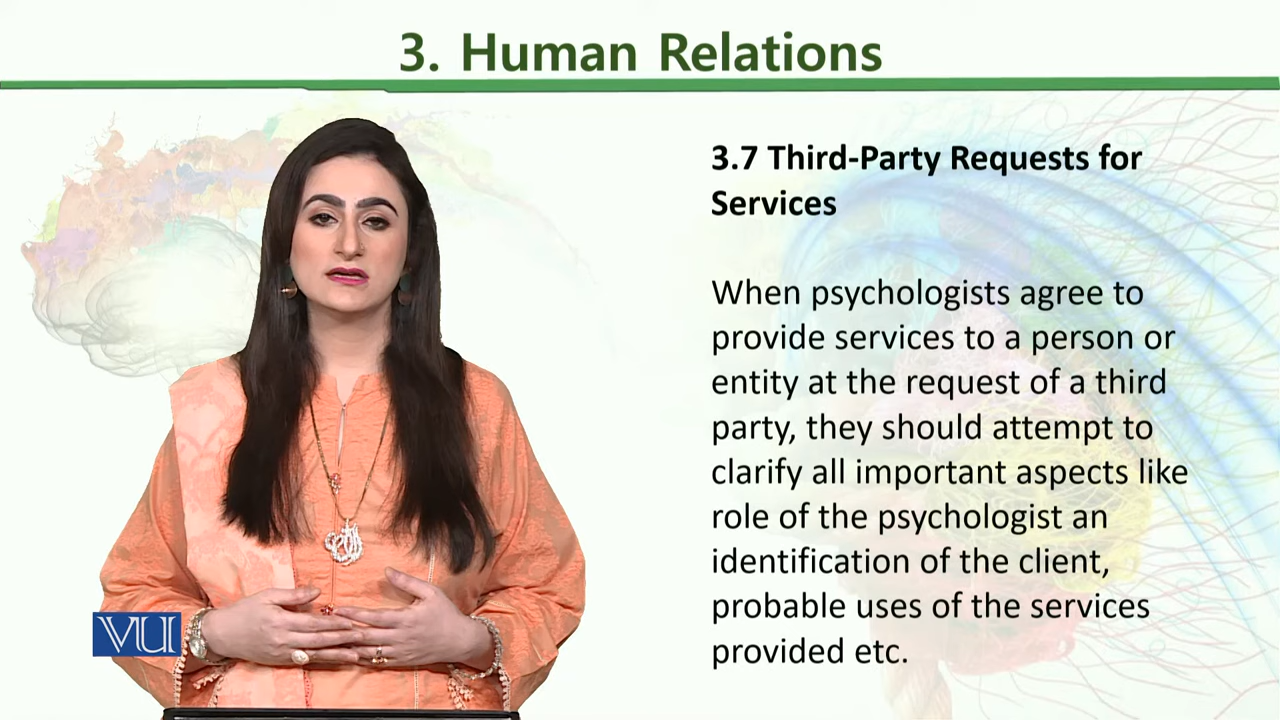 3. Human Relations
3.7 Third-Party Requests for
Services
When psychologists agree to
provide services to a person or
entity at the request of a third
party, they should attempt to
clarify all important aspects like
role of the psychologist an
identification of the client,
probable uses of the services
provided etc.
VU
الله